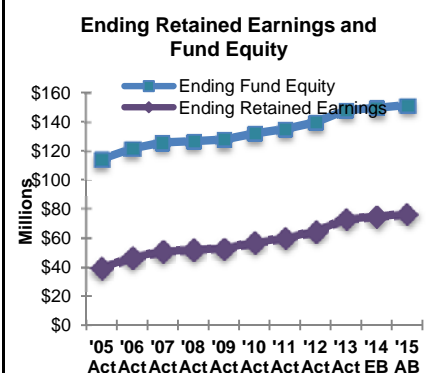 Ending Retained Earnings and
Fund Equity
Ending Fund Equity
Ending Retained Earnings
Millions
$160
$140
$120
$100
$80
$60
$40
$20
$0
'05 '06 '07 '08 '09 '10 '11 '12 '13 '14 '15
Act Act Act Act Act Act Act Act Act EB AB